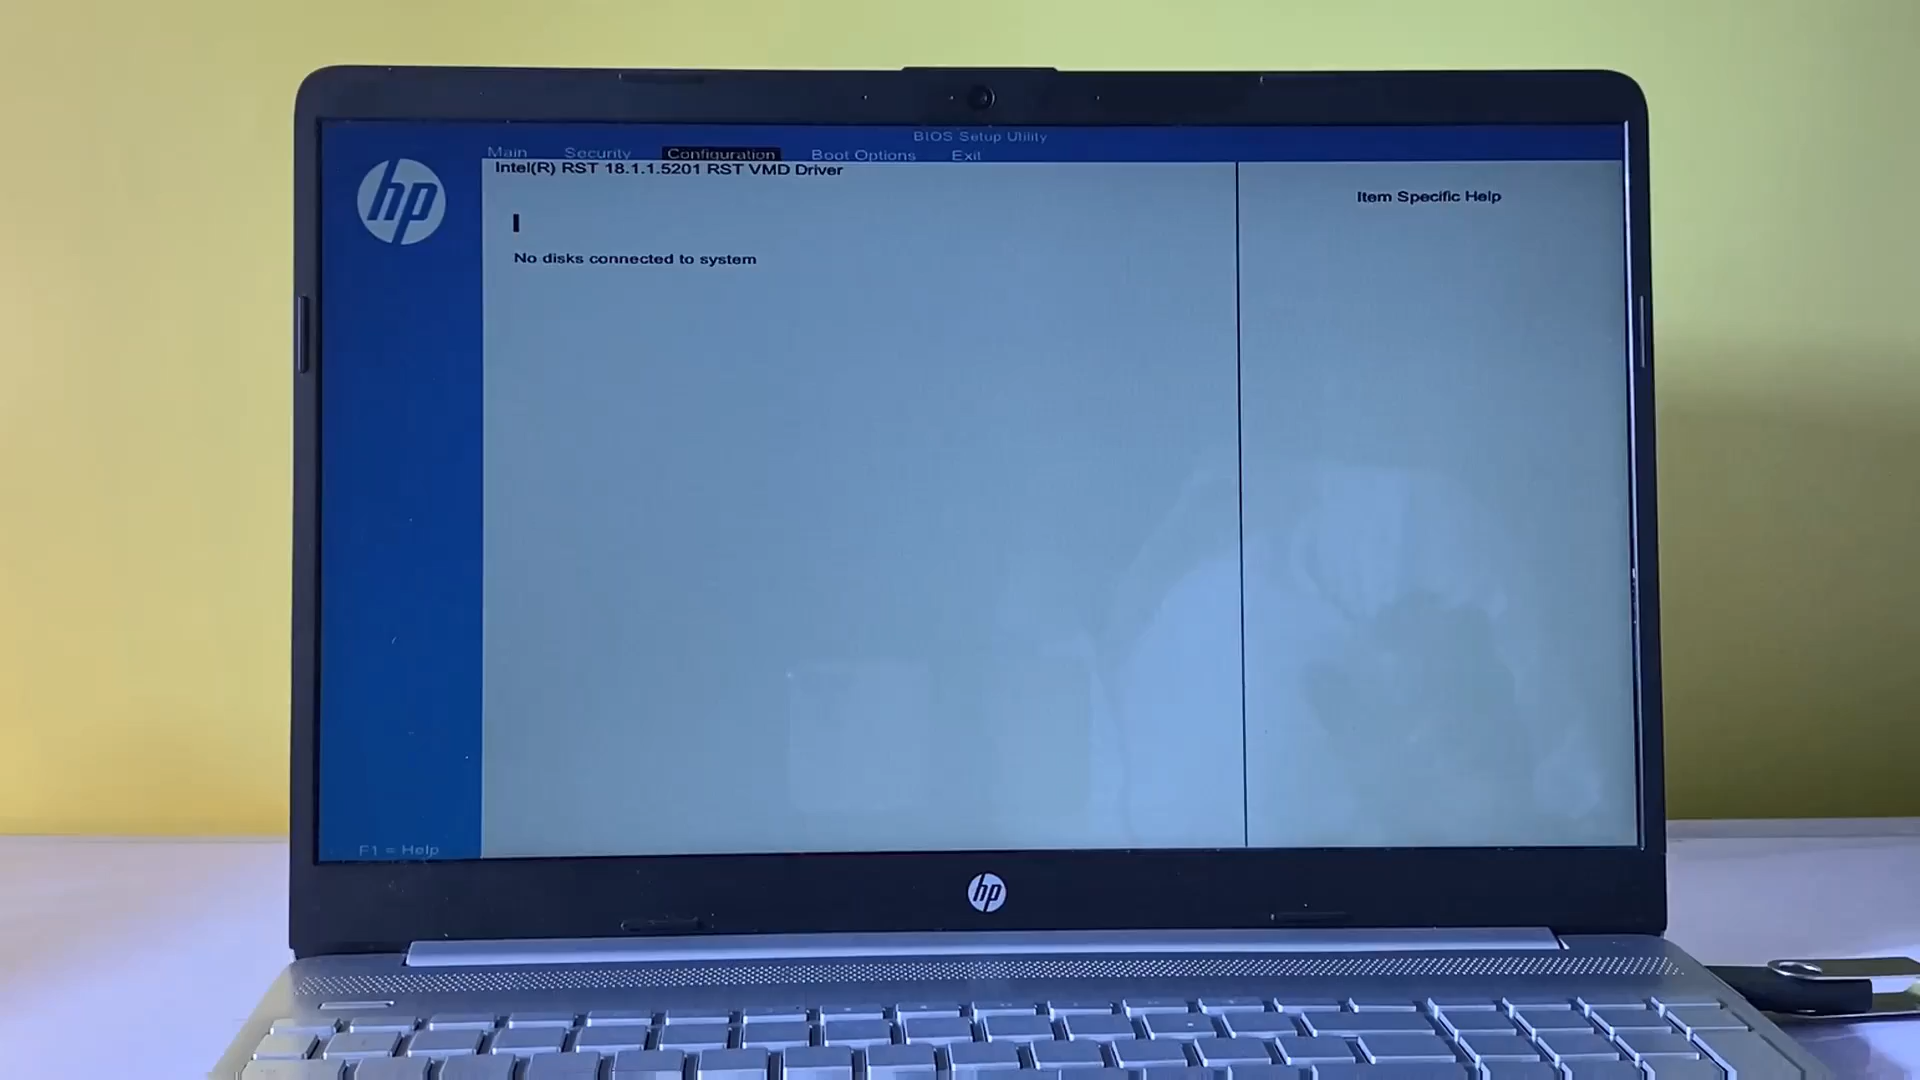 BIOS Setup Utility
Main Security Configuration Boot Options Exit
Intel(R) RST 18.1.1.5201 RST VMD Driver
Item Specific Help
No disks connected to system
F1 = Help
hp
hp